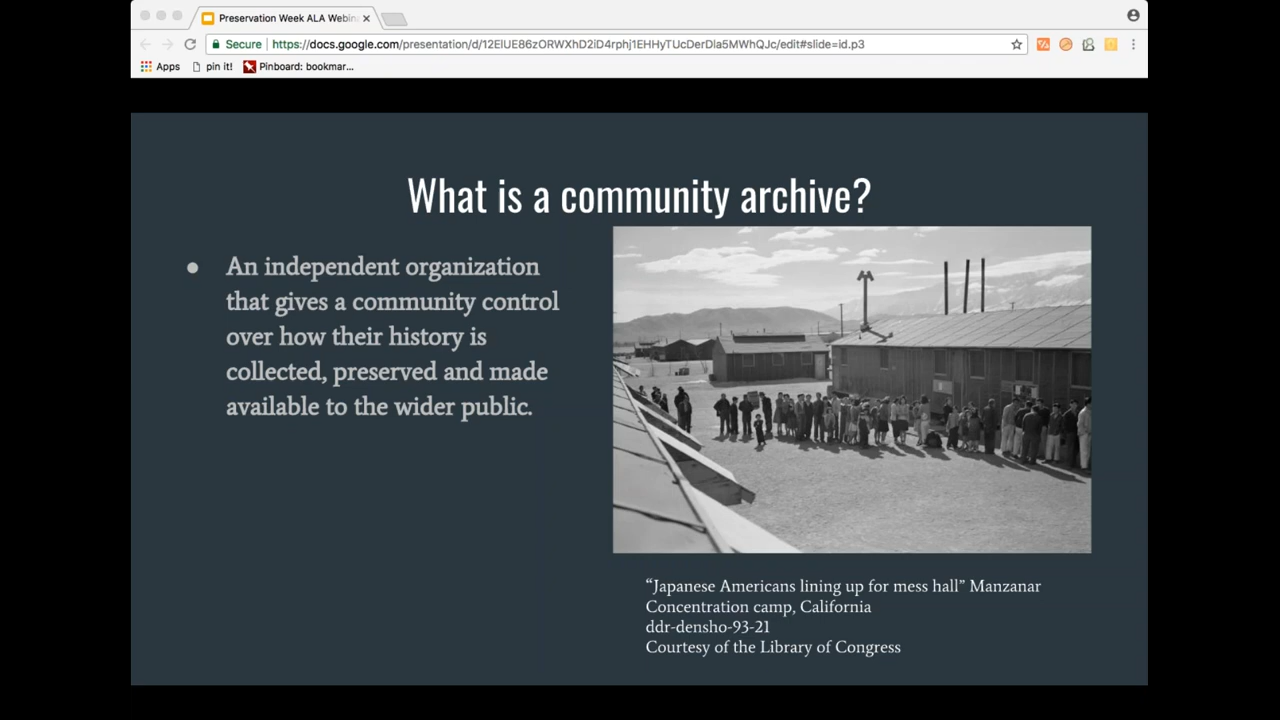 Preservation Week ALA Webin
Secure https://docs.google.com/presentation/d/12ElUE86zORWXhD2iD4rphj1EHHyTUcDerDla5MWhQJc/edit#slide=id.p3
Apps pin it! Pinboard: bookmar...
What is a community archive?
● An independent organization
that gives a community control
over how their history is
collected, preserved and made
available to the wider public.
“Japanese Americans lining up for mess hall” Manzanar
Concentration camp, California
ddr-densho-93-21
Courtesy of the Library of Congress